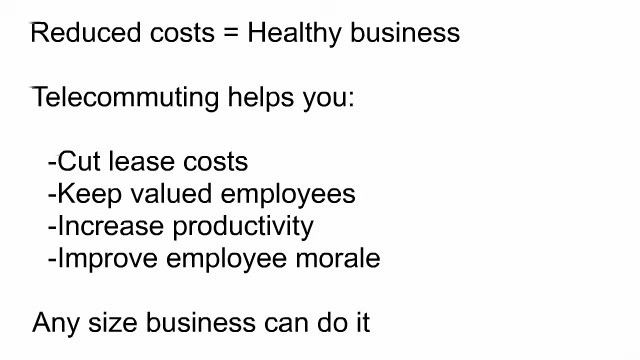 Reduced costs = Healthy business
Telecommuting helps you:
-Cut lease costs
-Keep valued employees
-Increase productivity
-Improve employee morale
Any size business can do it